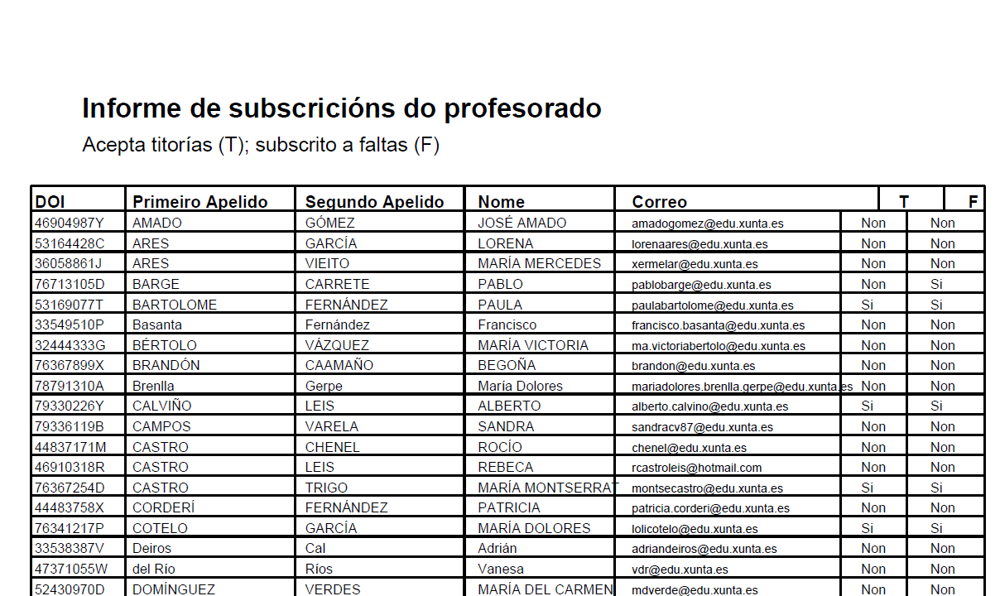 Informe de subscricións do profesorado
Acepta titorías (T); subscrito a faltas (F)
DOI Primeiro Apelido Segundo Apelido Nome Correo T F
46904987Y AMADO GÓMEZ JOSÉ AMADO amadogomez@edu.xunta.es Non Non
53164428C ARES GARCÍA LORENA lorenaares@edu.xunta.es Non Non
36058861J ARES VIEITO MARÍA MERCEDES xermelar@edu.xunta.es Non Non
76713105D BARGE CARRETE PABLO pablobarge@edu.xunta.es Non Si
53169077T BARTOLOME FERNÁNDEZ PAULA paulabartolome@edu.xunta.es Si Si
33549510P Basanta Fernández Francisco francisco.basanta@edu.xunta.es Non Non
32444333G BÉRTOLO VÁZQUEZ MARÍA VICTORIA ma.victoriabertolo@edu.xunta.es Non Non
76367899X BRANDÓN CAAMAÑO BEGOÑA brandon@edu.xunta.es Non Non
78791310A Brenlla Gerpe María Dolores mariadolores.brenlla.gerpe@edu.xunta.es Non Non
79330226Y CALVIÑO LEIS ALBERTO alberto.calvino@edu.xunta.es Si Si
79336119B CAMPOS VARELA SANDRA sandracv87@edu.xunta.es Non Non
44837171M CASTRO CHENEL ROCÍO chenel@edu.xunta.es Non Non
46910318R CASTRO LEIS REBECA rcastroleis@hotmail.com Non Non
76367254D CASTRO TRIGO MARÍA MONTSERRAT montsecastro@edu.xunta.es Si Si
44483758X CORDERÍ FERNÁNDEZ PATRICIA patricia.corderi@edu.xunta.es Non Non
76341217P COTELO GARCÍA MARÍA DOLORES lolicotelo@edu.xunta.es Si Si
33538387V Deiros Cal Adrián adriandeiros@edu.xunta.es Non Non
47371055W del Río Ríos Vanesa vdr@edu.xunta.es Non Non
52430970D DOMÍNGUEZ VERDES MARÍA DEL CARMEN mdverde@edu.xunta.es Non Non